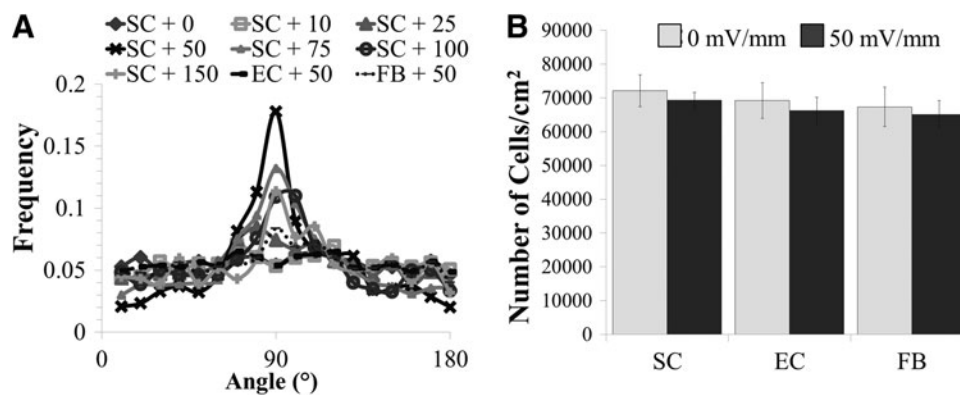 A
SC + 0 SC + 10 SC + 25
SC + 50 SC + 75 SC + 100
SC + 150 EC + 50 FB + 50
0.2
0.15
0.1
0.05
0
Frequency
0 90 180
Angle (°)
B
0 mV/mm 50 mV/mm
90000
80000
70000
60000
50000
40000
30000
20000
10000
0
Number of Cells/cm²
SC EC FB